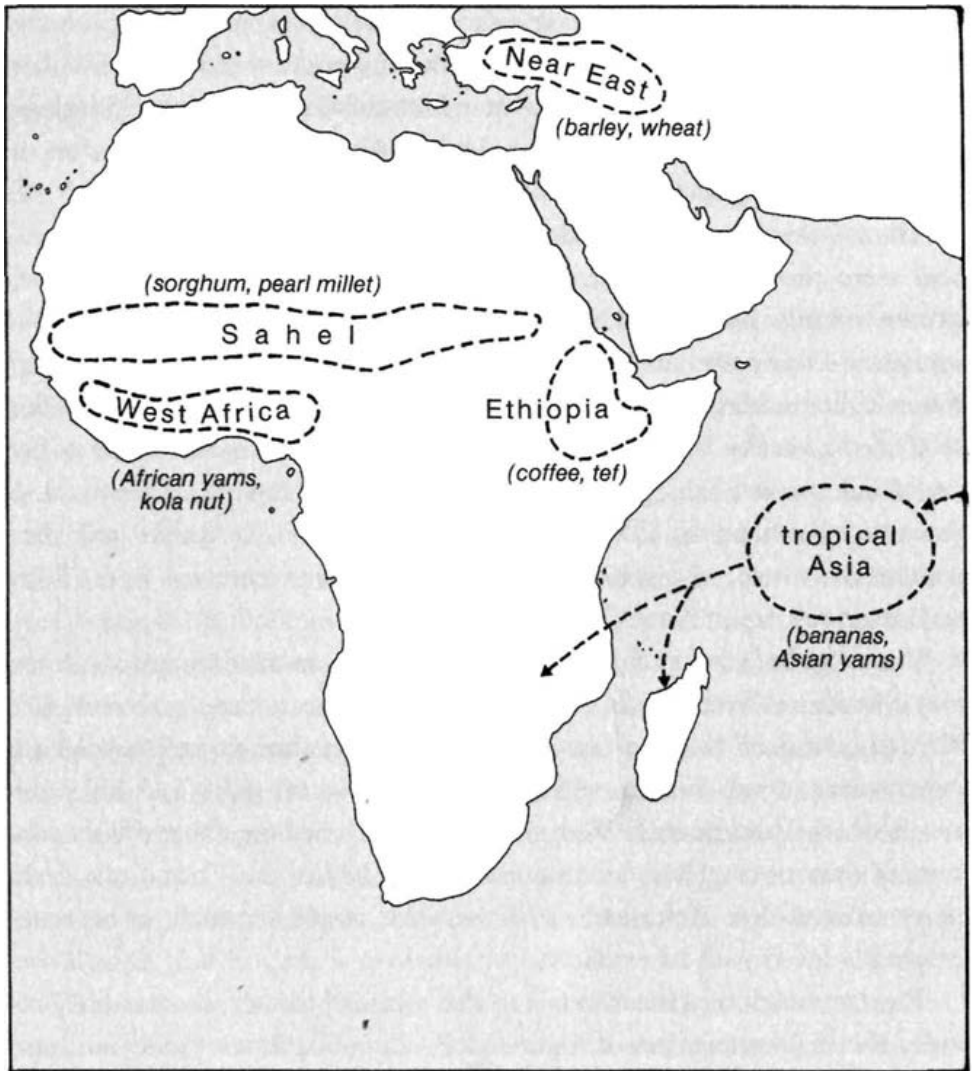 Near East
(barley, wheat)
(sorghum, pearl millet)
Sahel
West Africa
(African yams,
kola nut)
Ethiopia
(coffee, tef)
tropical
Asia
(bananas,
Asian yams)